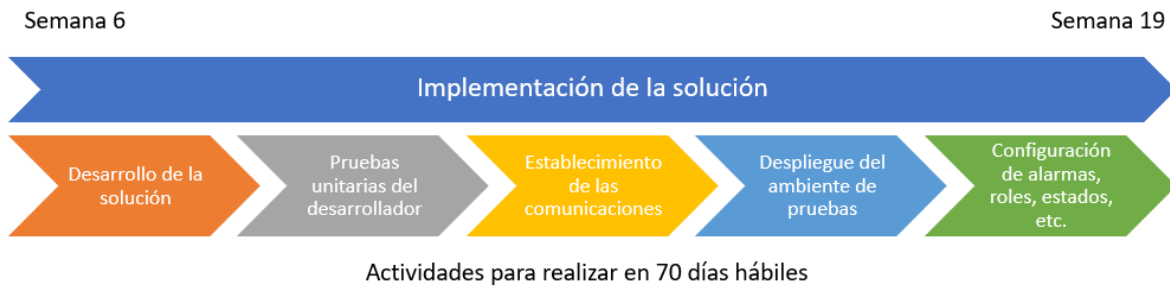 Semana 6
Semana 19
Implementación de la solución
Desarrollo de la
solución
Pruebas
unitarias del
desarrollador
Establecimiento
de las
comunicaciones
Despliegue del
ambiente de
pruebas
Configuración
de alarmas,
roles, estados,
etc.
Actividades para realizar en 70 días hábiles